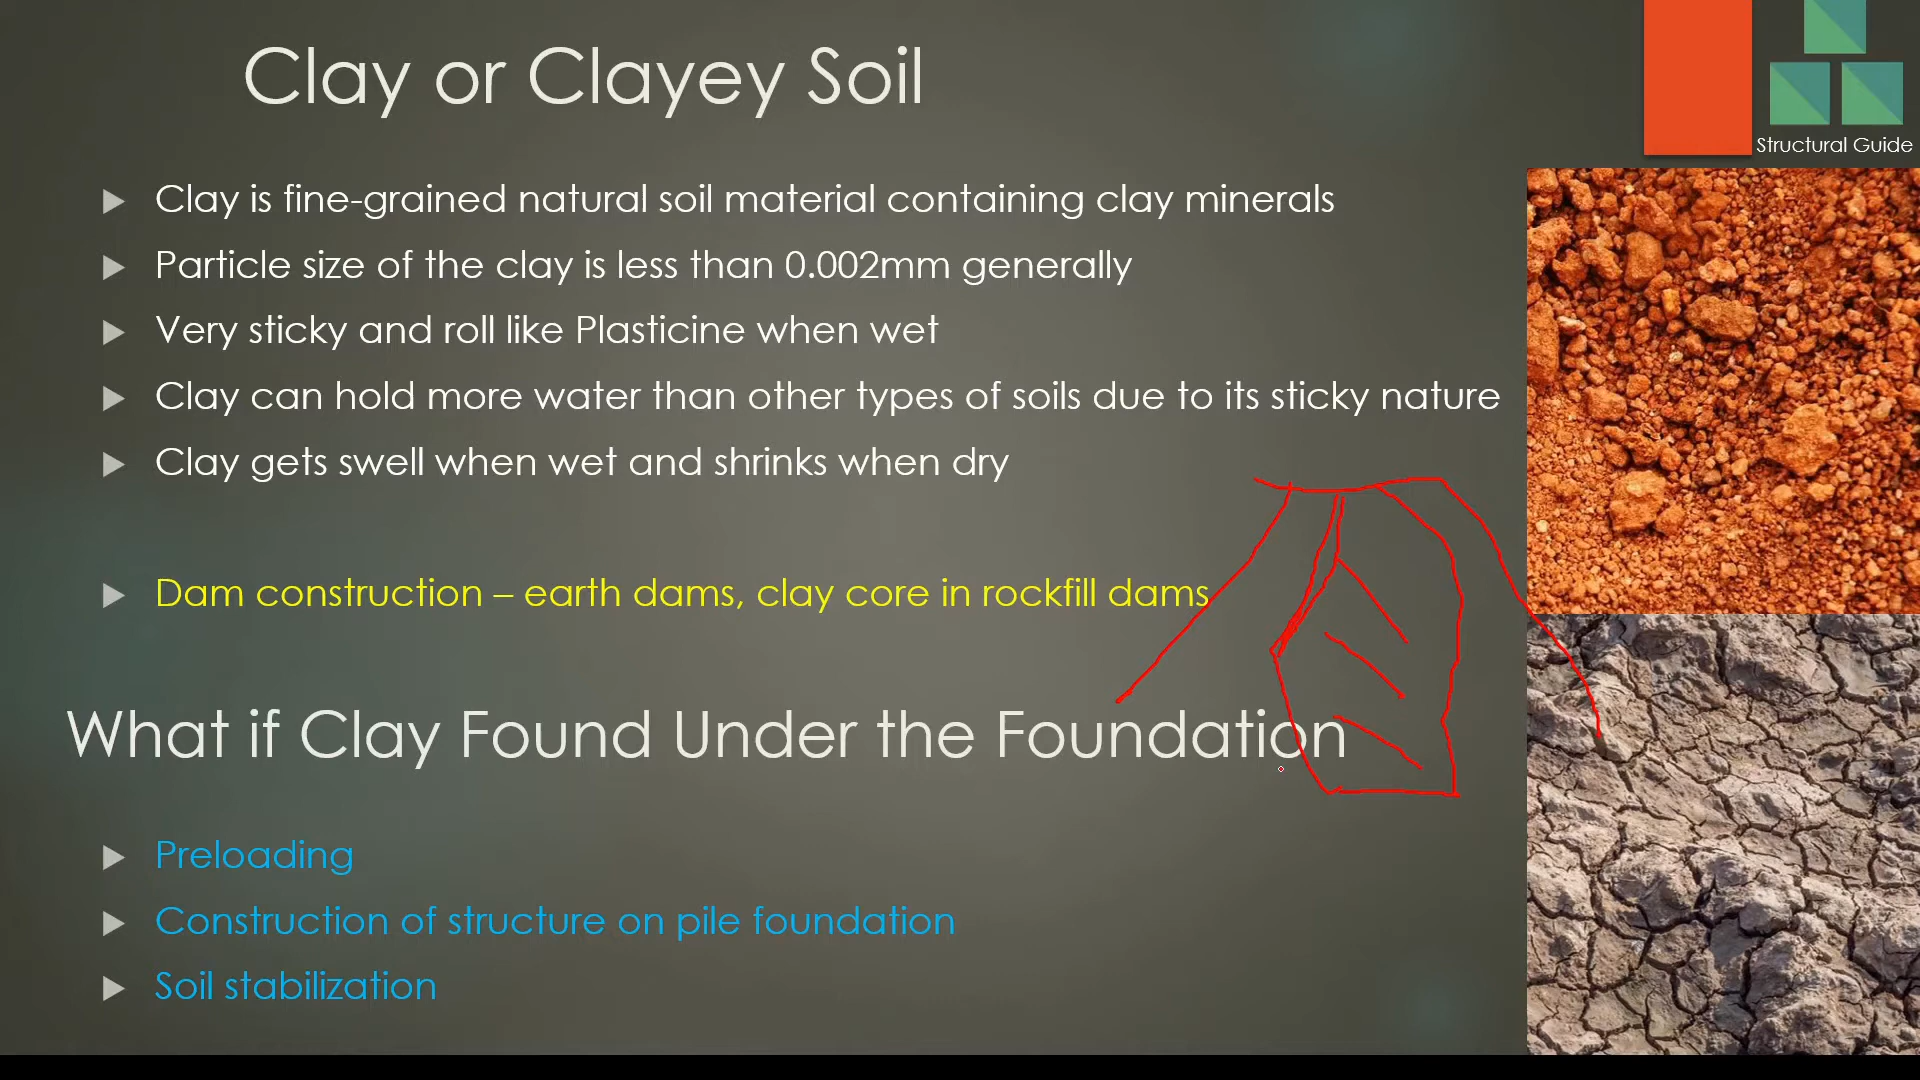 Clay or Clayey Soil
Structural Guide
Clay is fine-grained natural soil material containing clay minerals
Particle size of the clay is less than 0.002mm generally
Very sticky and roll like Plasticine when wet
Clay can hold more water than other types of soils due to its sticky nature
Clay gets swell when wet and shrinks when dry
Dam construction – earth dams, clay core in rockfill dams
What if Clay Found Under the Foundation
Preloading
Construction of structure on pile foundation
Soil stabilization